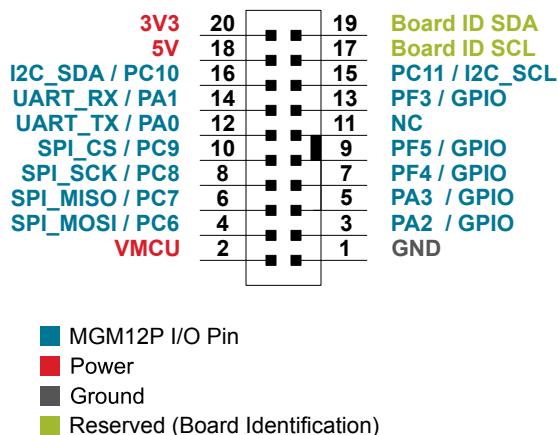 3V3 20 19 Board ID SDA
5V 18 17 Board ID SCL
I2C_SDA / PC10 16 15 PC11 / I2C_SCL
UART_RX / PA1 14 13 PF3 / GPIO
UART_TX / PA0 12 11 NC
SPI_CS / PC9 10 9 PF5 / GPIO
SPI_SCK / PC8 8 7 PF4 / GPIO
SPI_MISO / PC7 6 5 PA3 / GPIO
SPI_MOSI / PC6 4 3 PA2 / GPIO
VMCU 2 1 GND
MGM12P I/O Pin
Power
Ground
Reserved (Board Identification)